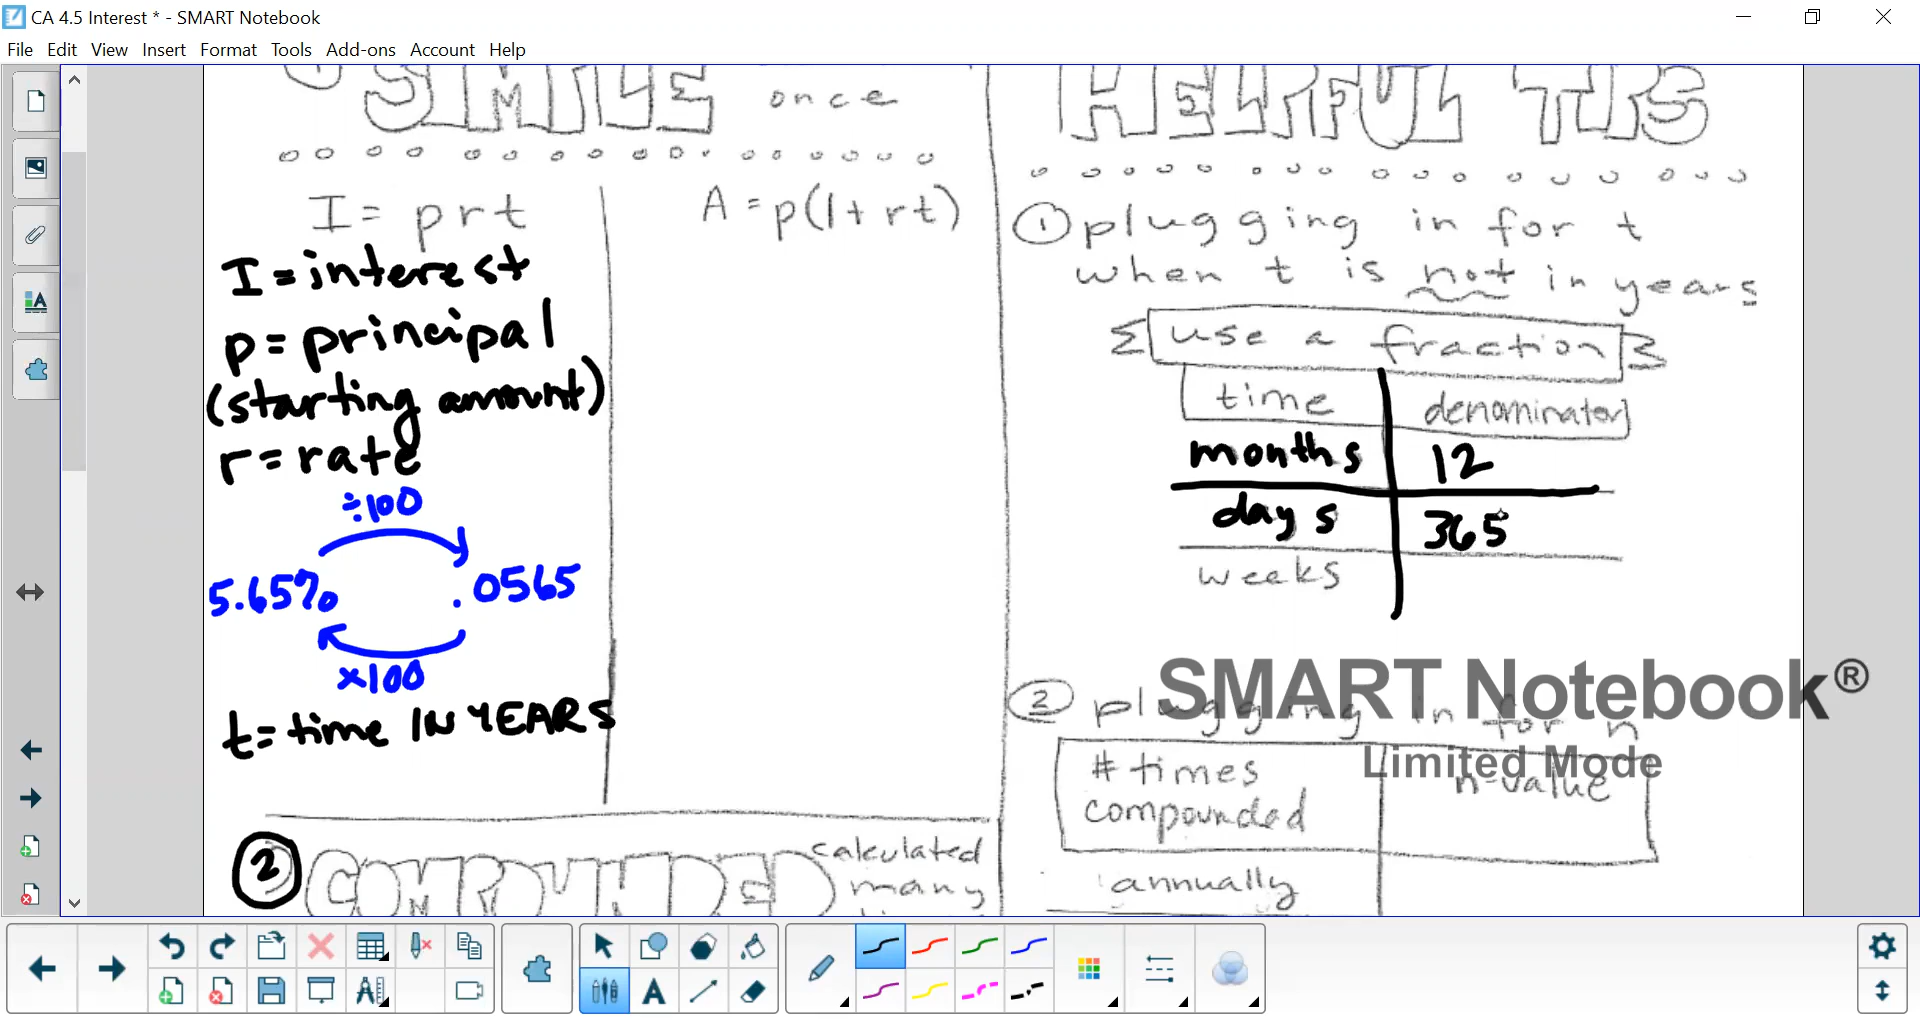 CA 4.5 Interest * - SMART Notebook
File Edit View Insert Format Tools Add-ons Account Help
once
HELPFUL TIPS
I = prt
I = interest
p = principal
(starting amount)
r = rate
÷100
5.65% .0565
x100
t = time IN YEARS
A = p(1 + rt)
① plugging in for t
when t is not in years
use a fraction
time denominator
months 12
days 365
weeks
② plugging in for n
SMART Notebook®
Limited Mode
# times n-value
compounded
annually
② COMPOUNDED calculated
many